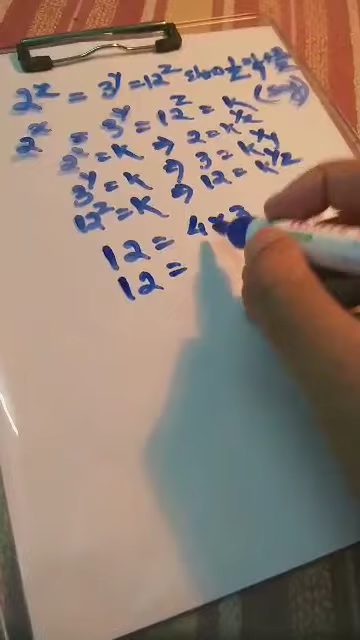 2^x = 3^y = 12^z show 1/z = 1/y + 2/x
2^x = 3^y = 12^z = k (say)
2^x = k ⇒ 2 = k^1/x
3^y = k ⇒ 3 = k^1/y
12^z = k ⇒ 12 = k^1/z
12 = 4×3
12 =